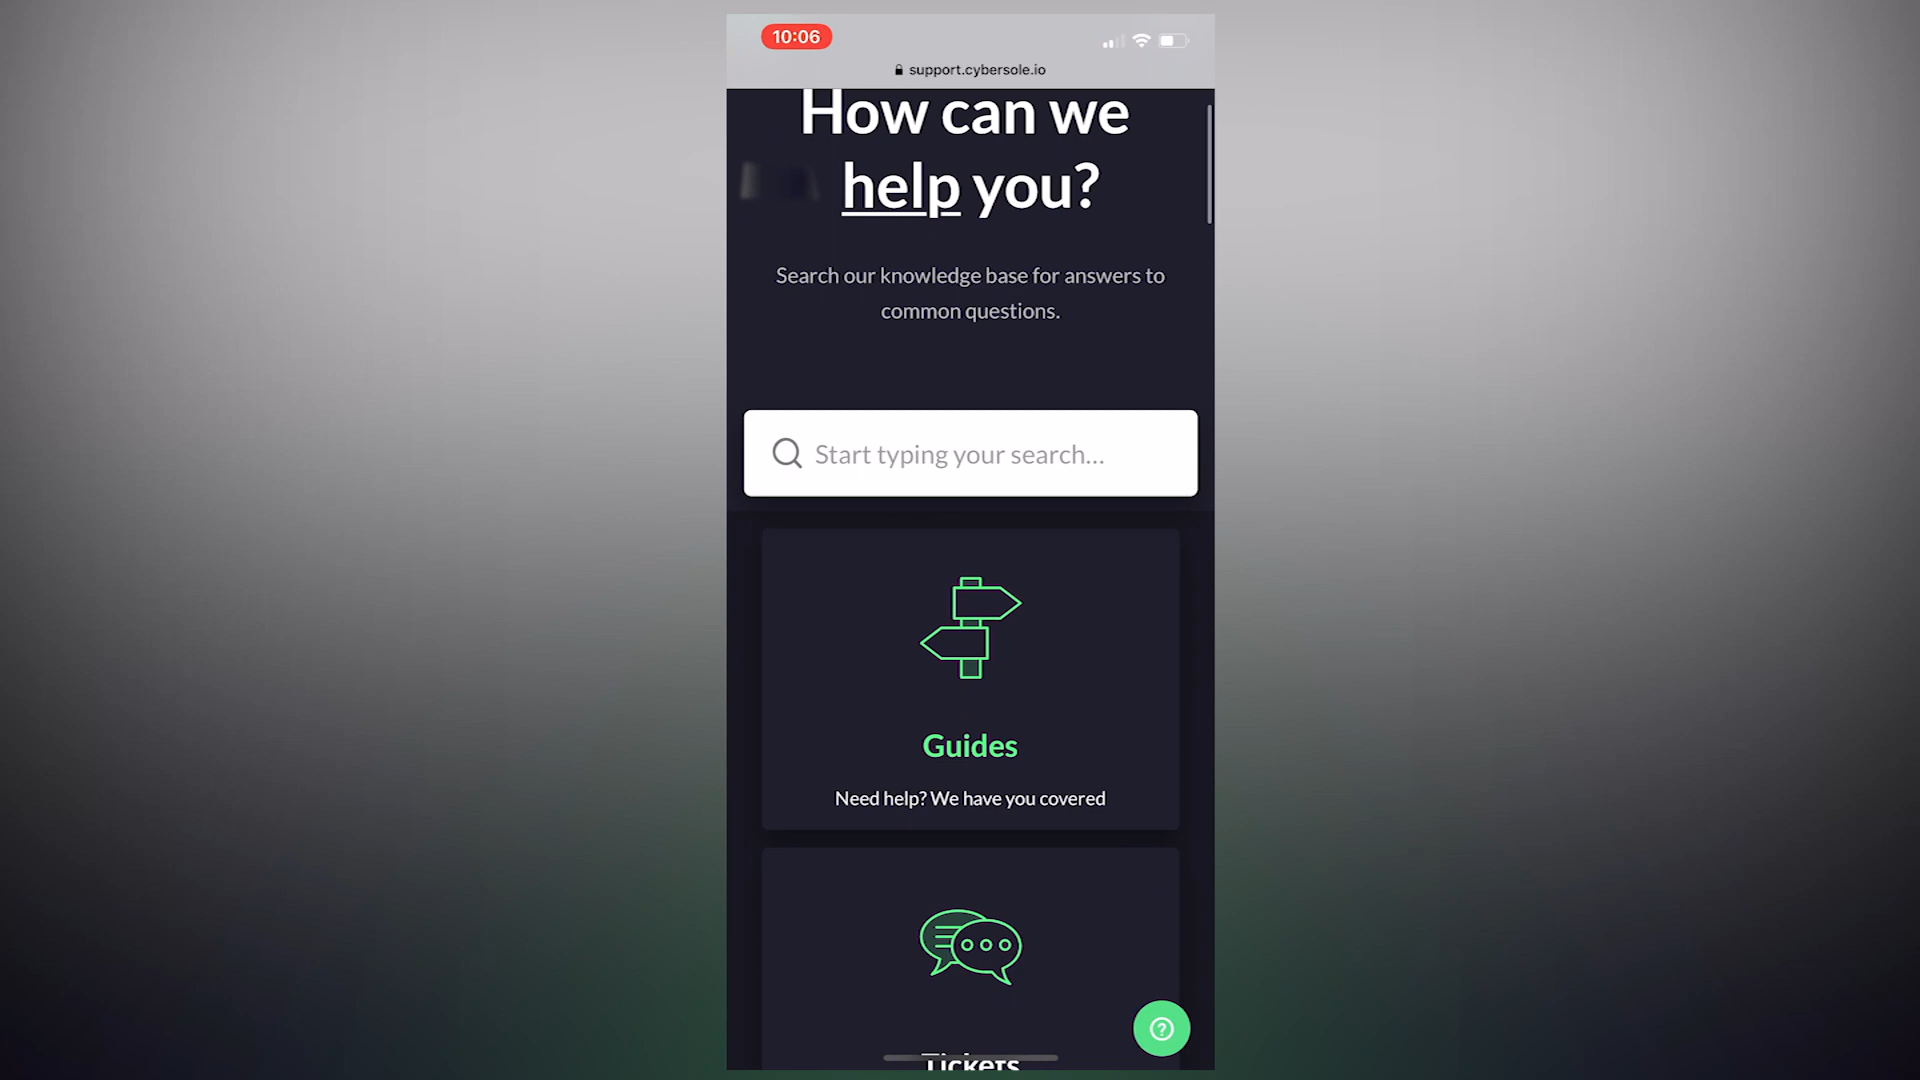 10:06
support.cybersole.io
How can we
help you?
Search our knowledge base for answers to
common questions.
Start typing your search...
Guides
Need help? We have you covered
Tickets